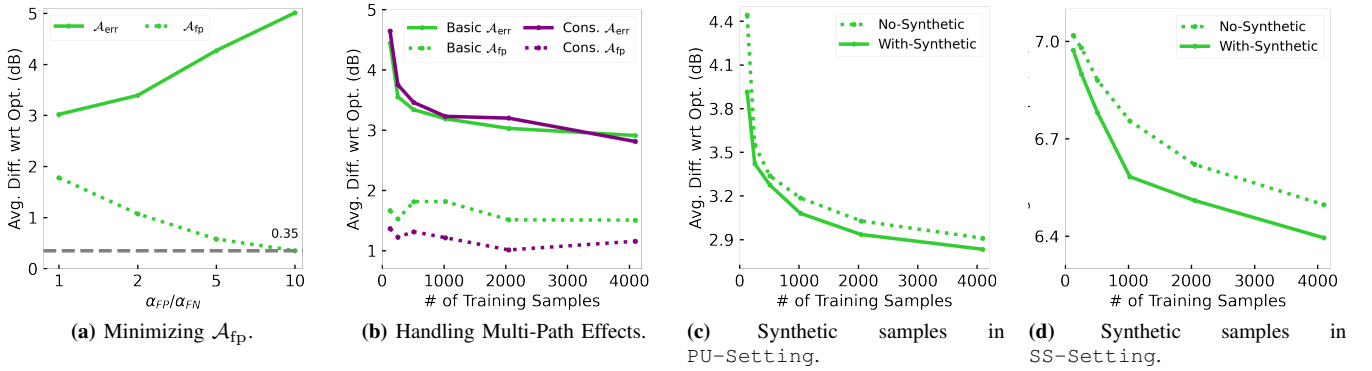 Avg. Diff. wrt Opt. (dB)
5
4
3
2
1
0
𝒜err
𝒜fp
0.35
1
2
5
10
αFP/αFN
(a) Minimizing 𝒜fp.
Avg. Diff. wrt Opt. (dB)
5
4
3
2
1
Basic 𝒜err
Cons. 𝒜err
Basic 𝒜fp
Cons. 𝒜fp
0
1000
2000
3000
4000
# of Training Samples
(b) Handling Multi-Path Effects.
Avg. Diff. wrt Opt. (dB)
4.4
4.1
3.8
3.5
3.2
2.9
No-Synthetic
With-Synthetic
0
1000
2000
3000
4000
# of Training Samples
(c) Synthetic samples in
PU-Setting.
Avg. Diff. wrt Opt. (dB)
7.0
6.7
6.4
No-Synthetic
With-Synthetic
0
1000
2000
3000
4000
# of Training Samples
(d) Synthetic samples in
SS-Setting.